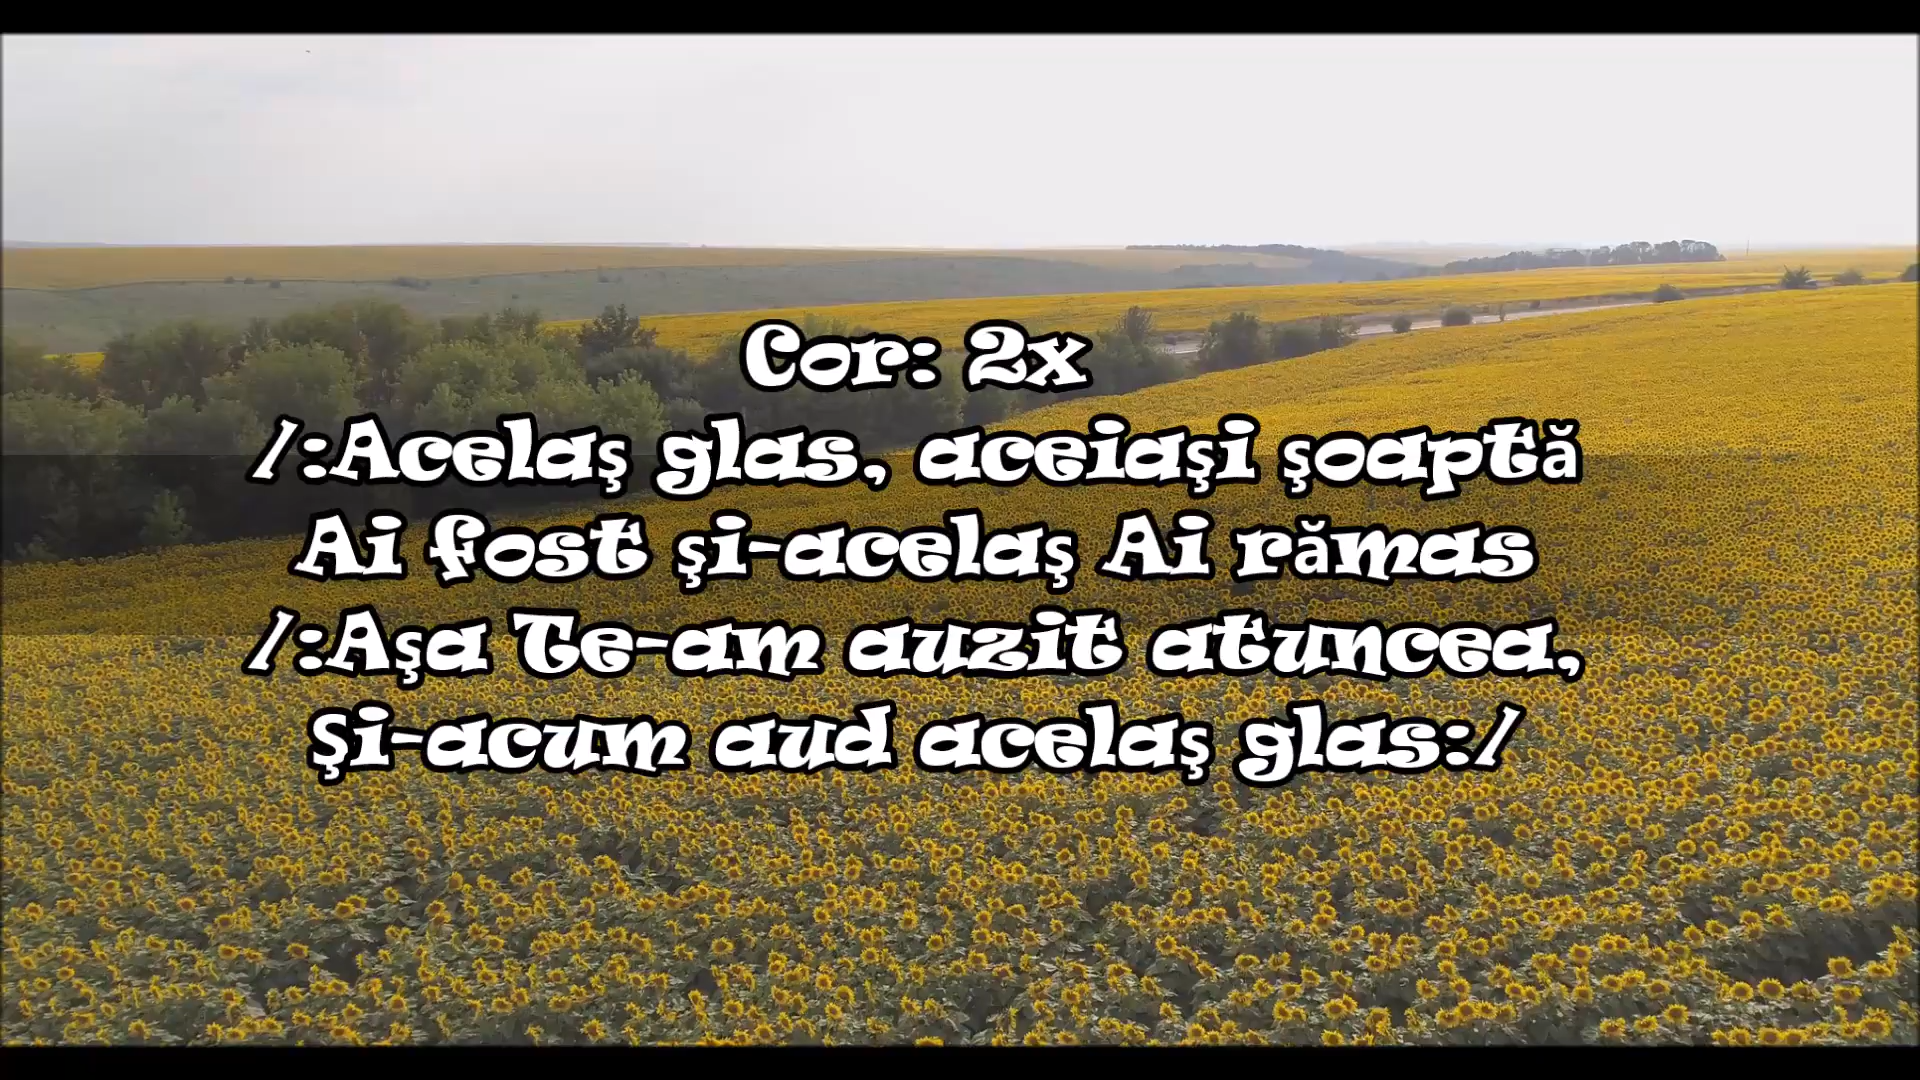 Cor: 2x
/:Acelaş glas, aceiaşi şoaptă
Ai fost şi-acelaş Ai rămas
/:Aşa Te-am auzit atuncea,
Şi-acum aud acelaş glas:/